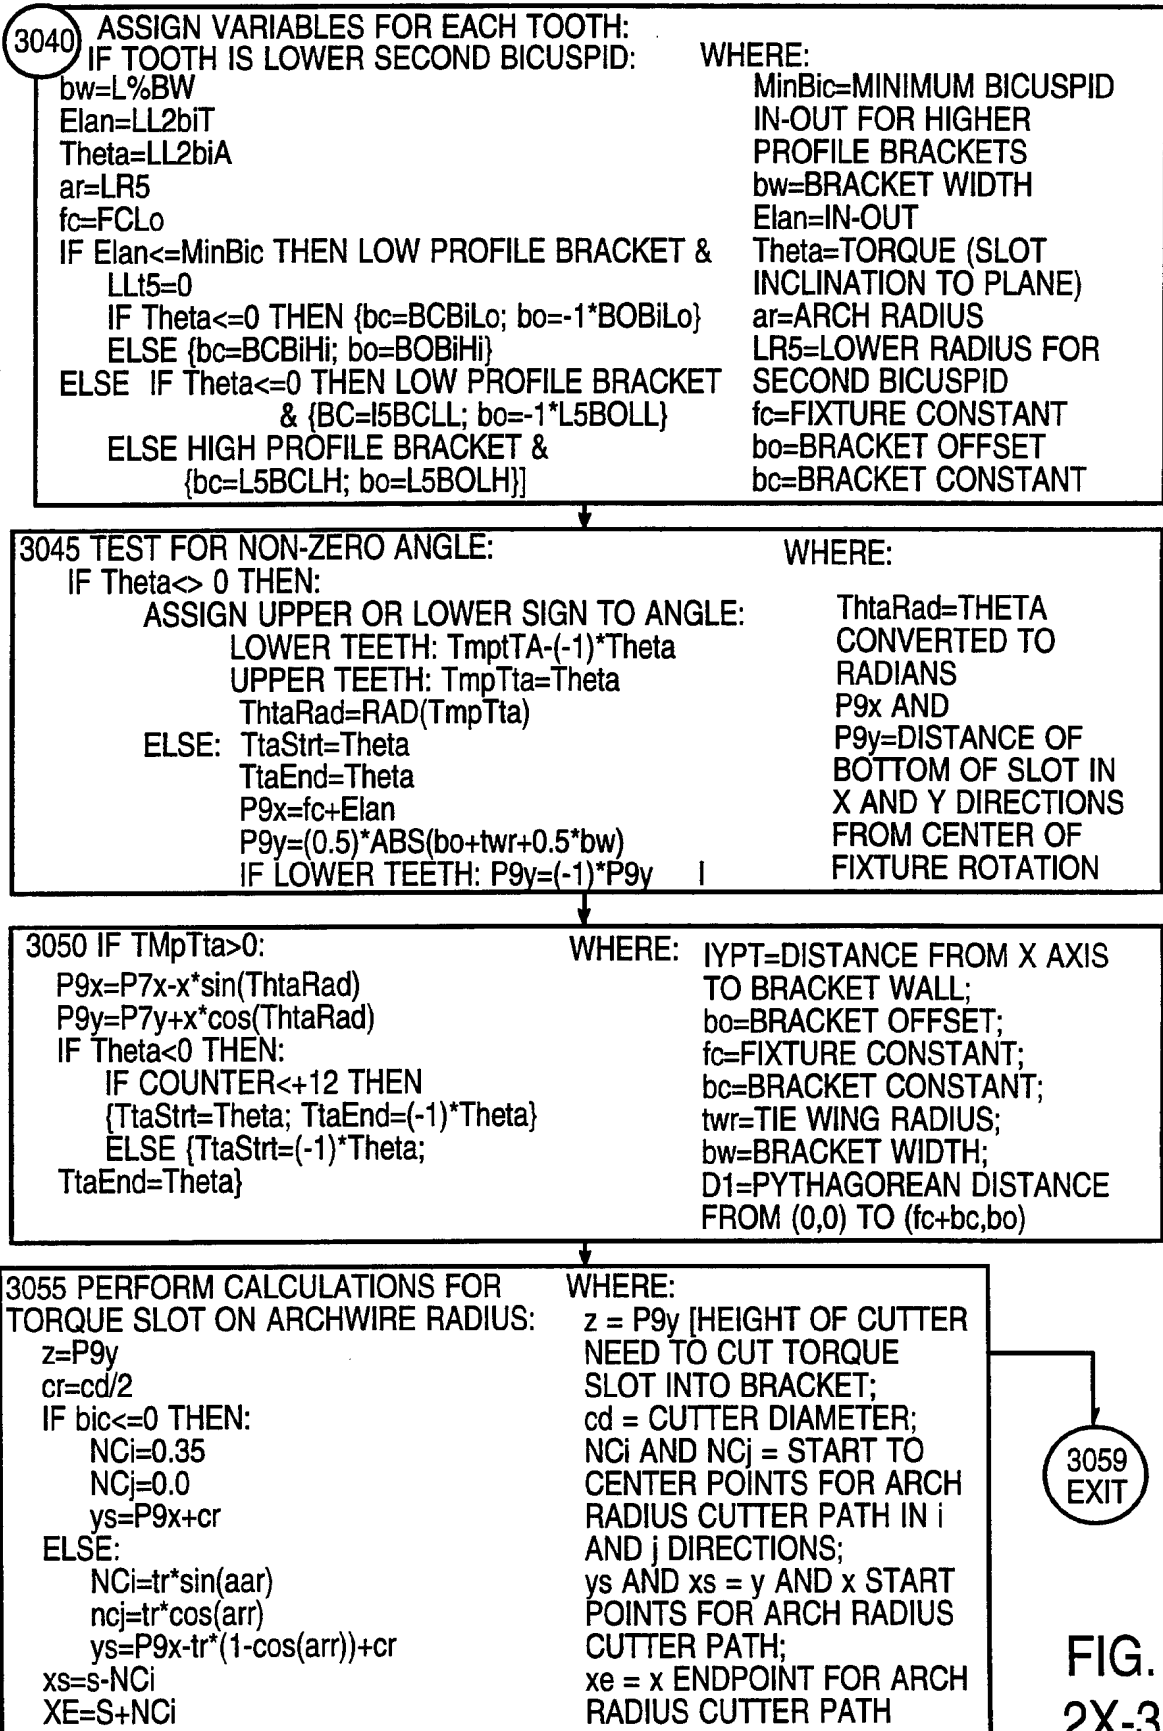 3040
ASSIGN VARIABLES FOR EACH TOOTH:
IF TOOTH IS LOWER SECOND BICUSPID:
bw=L%BW
Elan=LL2biT
Theta=LL2biA
ar=LR5
fc=FCLo
IF Elan<=MinBic THEN LOW PROFILE BRACKET &
LLt5=0
IF Theta<=0 THEN {bc=BCBiLo; bo=-1*BOBiLo}
ELSE {bc=BCBiHi; bo=BOBiHi}
ELSE IF Theta<=0 THEN LOW PROFILE BRACKET
& {BC=I5BCLL; bo=-1*L5BOLL}
ELSE HIGH PROFILE BRACKET &
{bc=L5BCLH; bo=L5BOLH}]
WHERE:
MinBic=MINIMUM BICUSPID
IN-OUT FOR HIGHER
PROFILE BRACKETS
bw=BRACKET WIDTH
Elan=IN-OUT
Theta=TORQUE (SLOT
INCLINATION TO PLANE)
ar=ARCH RADIUS
LR5=LOWER RADIUS FOR
SECOND BICUSPID
fc=FIXTURE CONSTANT
bo=BRACKET OFFSET
bc=BRACKET CONSTANT
3045 TEST FOR NON-ZERO ANGLE:
IF Theta<> 0 THEN:
ASSIGN UPPER OR LOWER SIGN TO ANGLE:
LOWER TEETH: TmptTA-(-1)*Theta
UPPER TEETH: TmpTta=Theta
ThtaRad=RAD(TmpTta)
ELSE: TtaStrt=Theta
TtaEnd=Theta
P9x=fc+Elan
P9y=(0.5)*ABS(bo+twr+0.5*bw)
IF LOWER TEETH: P9y=(-1)*P9y I
WHERE:
ThtaRad=THETA
CONVERTED TO
RADIANS
P9x AND
P9y=DISTANCE OF
BOTTOM OF SLOT IN
X AND Y DIRECTIONS
FROM CENTER OF
FIXTURE ROTATION
3050 IF TMpTta>0:
P9x=P7x-x*sin(ThtaRad)
P9y=P7y+x*cos(ThtaRad)
IF Theta<0 THEN:
IF COUNTER<+12 THEN
{TtaStrt=Theta; TtaEnd=(-1)*Theta}
ELSE {TtaStrt=(-1)*Theta;
TtaEnd=Theta}
WHERE:
IYPT=DISTANCE FROM X AXIS
TO BRACKET WALL;
bo=BRACKET OFFSET;
fc=FIXTURE CONSTANT;
bc=BRACKET CONSTANT;
twr=TIE WING RADIUS;
bw=BRACKET WIDTH;
D1=PYTHAGOREAN DISTANCE
FROM (0,0) TO (fc+bc,bo)
3055 PERFORM CALCULATIONS FOR
TORQUE SLOT ON ARCHWIRE RADIUS:
z=P9y
cr=cd/2
IF bic<=0 THEN:
NCi=0.35
NCj=0.0
ys=P9x+cr
ELSE:
NCi=tr*sin(aar)
ncj=tr*cos(arr)
ys=P9x-tr*(1-cos(arr))+cr
xs=s-NCi
XE=S+NCi
WHERE:
z = P9y [HEIGHT OF CUTTER
NEED TO CUT TORQUE
SLOT INTO BRACKET;
cd = CUTTER DIAMETER;
NCi AND NCj = START TO
CENTER POINTS FOR ARCH
RADIUS CUTTER PATH IN i
AND j DIRECTIONS;
ys AND xs = y AND x START
POINTS FOR ARCH RADIUS
CUTTER PATH;
xe = x ENDPOINT FOR ARCH
RADIUS CUTTER PATH
3059
EXIT
FIG.
2X-3